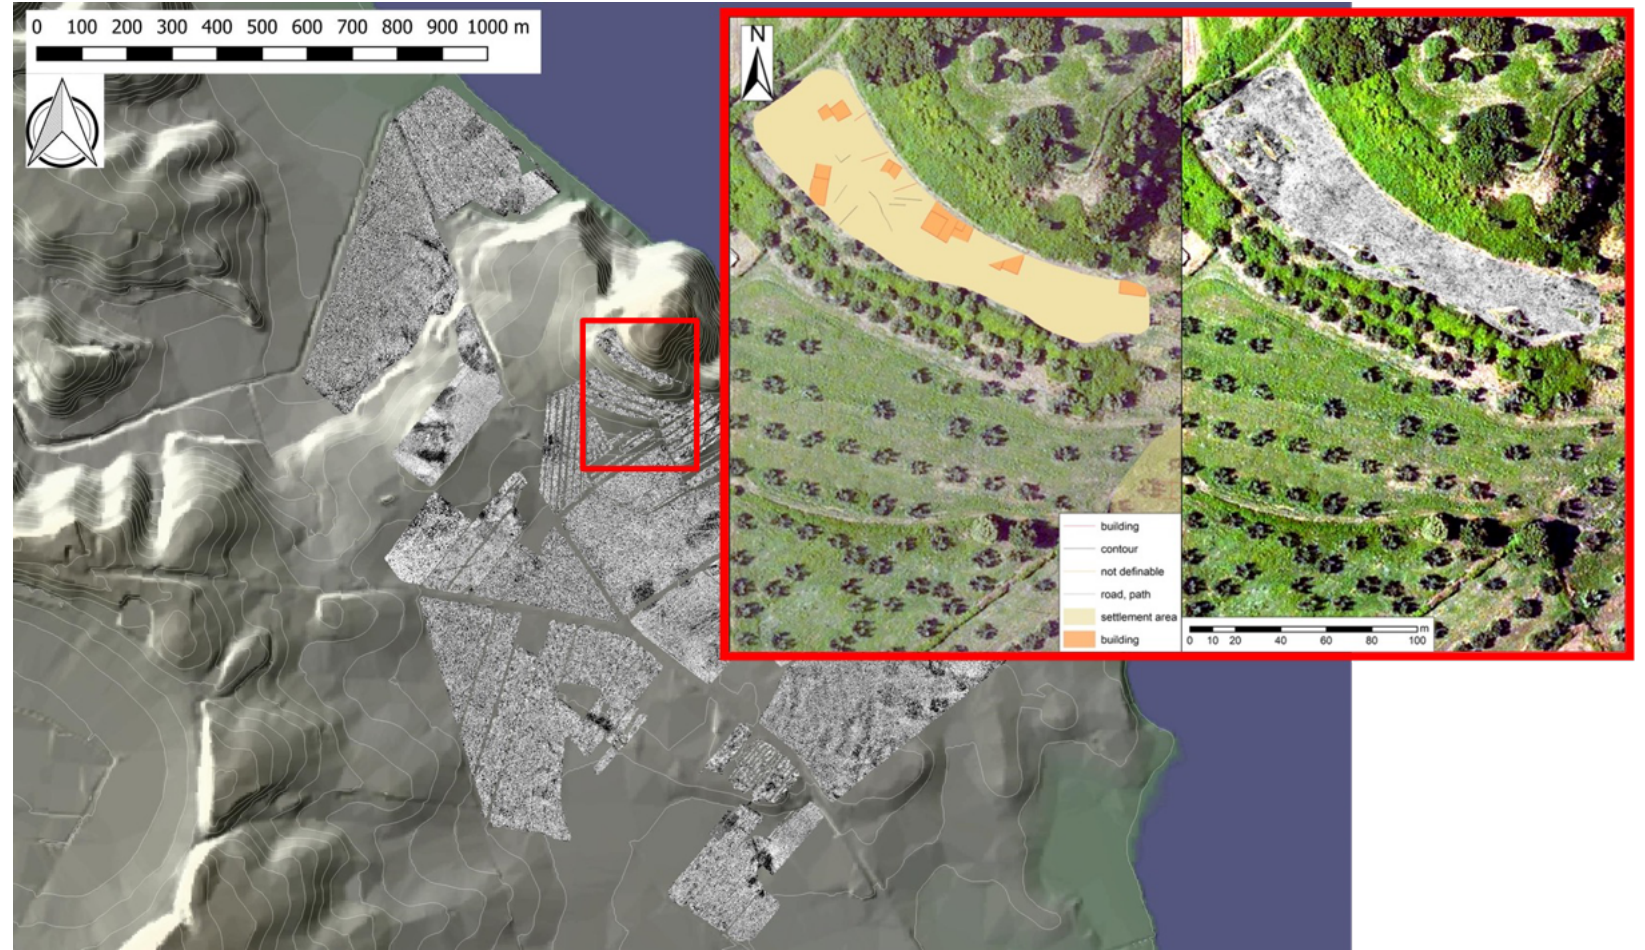 0 100 200 300 400 500 600 700 800 900 1000 m
N
building
contour
not definable
road, path
settlement area
building
m
0 10 20 40 60 80 100